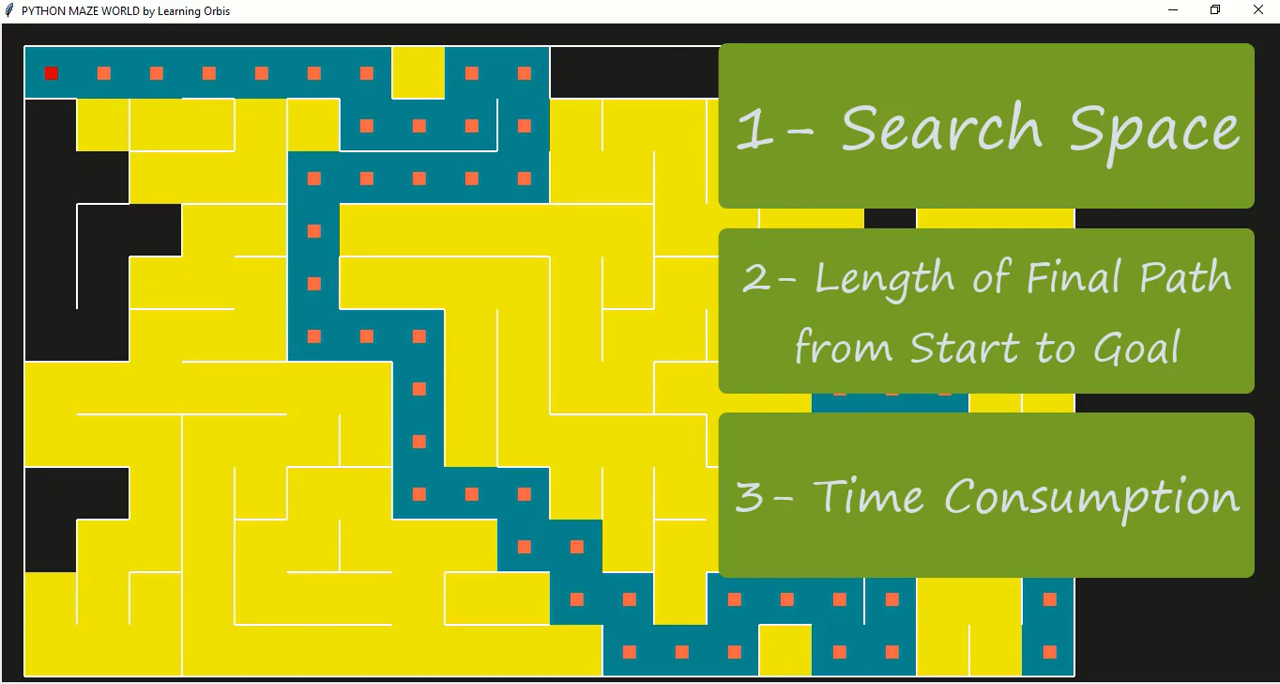 PYTHON MAZE WORLD by Learning Orbis
1- Search Space
2- Length of Final Path
from Start to Goal
3- Time Consumption